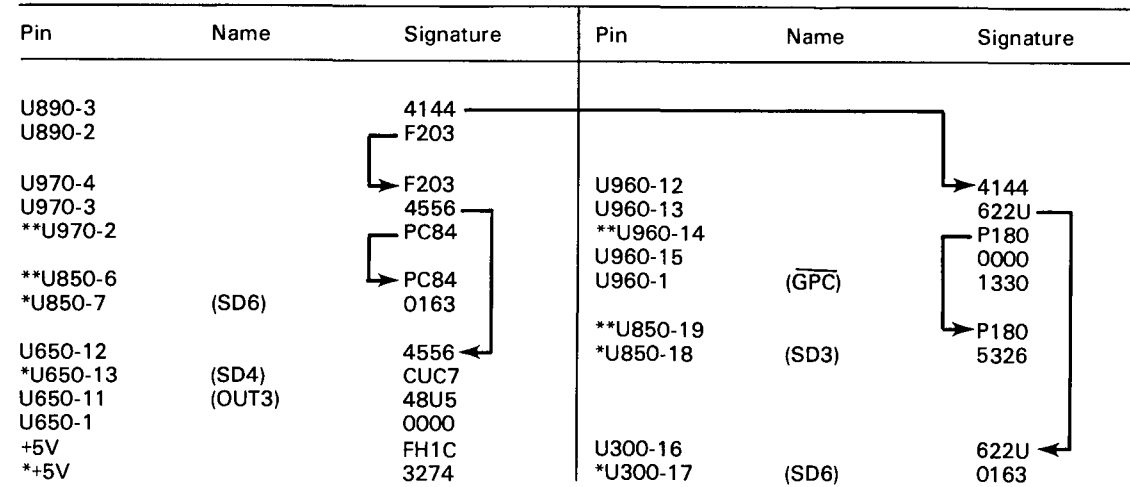 Pin Name Signature
U890-3 4144
U890-2 F203
U970-4 F203
U970-3 4556
**U970-2 PC84
**U850-6 PC84
*U850-7 (SD6) 0163
U650-12 4556
*U650-13 (SD4) CUC7
U650-11 (OUT3) 48U5
U650-1 0000
+5V FH1C
*+5V 3274
Pin Name Signature
U960-12 4144
U960-13 622U
**U960-14 P180
U960-15 0000
U960-1 (GPC) 1330
**U850-19 P180
*U850-18 (SD3) 5326
U300-16 622U
*U300-17 (SD6) 0163